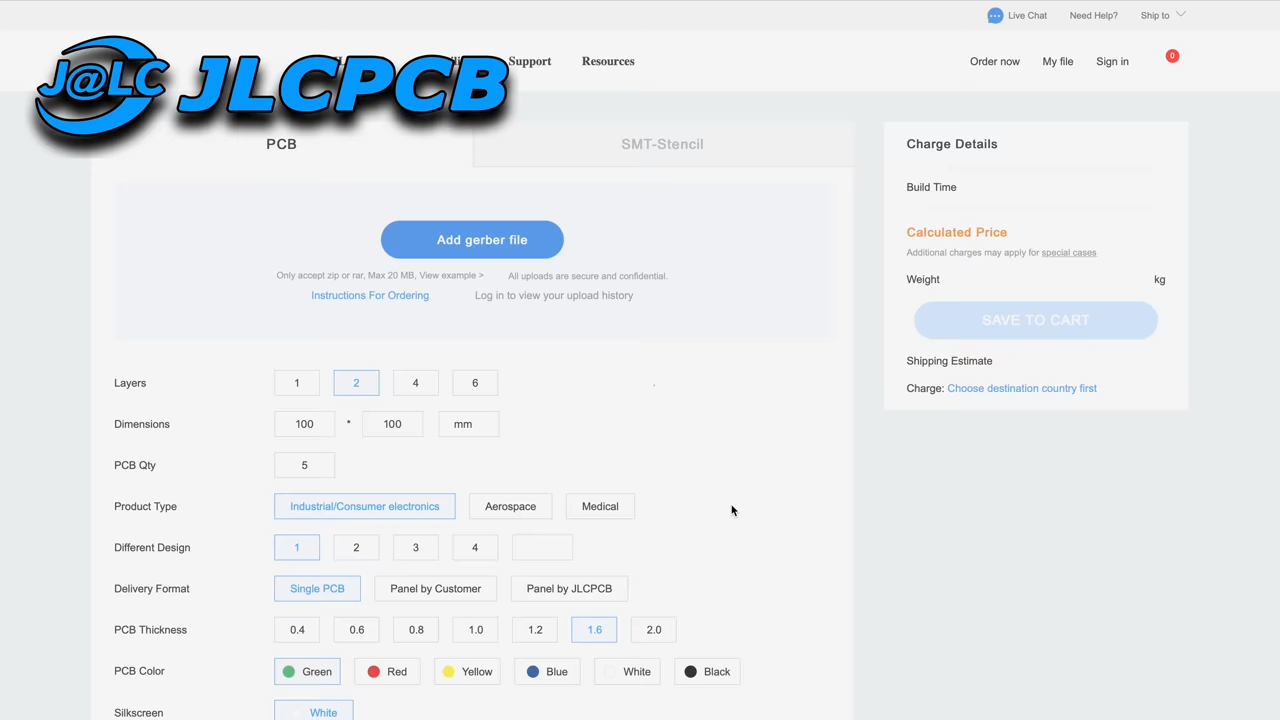 Live Chat Need Help? Ship to
J@LC JLCPCB Support Resources Order now My file Sign in 0
PCB SMT-Stencil
Add gerber file
Only accept zip or rar, Max 20 MB, View example > All uploads are secure and confidential.
Instructions For Ordering Log in to view your upload history
Layers 1 2 4 6
Dimensions 100 * 100 mm
PCB Qty 5
Product Type Industrial/Consumer electronics Aerospace Medical
Different Design 1 2 3 4
Delivery Format Single PCB Panel by Customer Panel by JLCPCB
PCB Thickness 0.4 0.6 0.8 1.0 1.2 1.6 2.0
PCB Color Green Red Yellow Blue White Black
Silkscreen White
Charge Details
Build Time
Calculated Price
Additional charges may apply for special cases
Weight kg
SAVE TO CART
Shipping Estimate
Charge: Choose destination country first